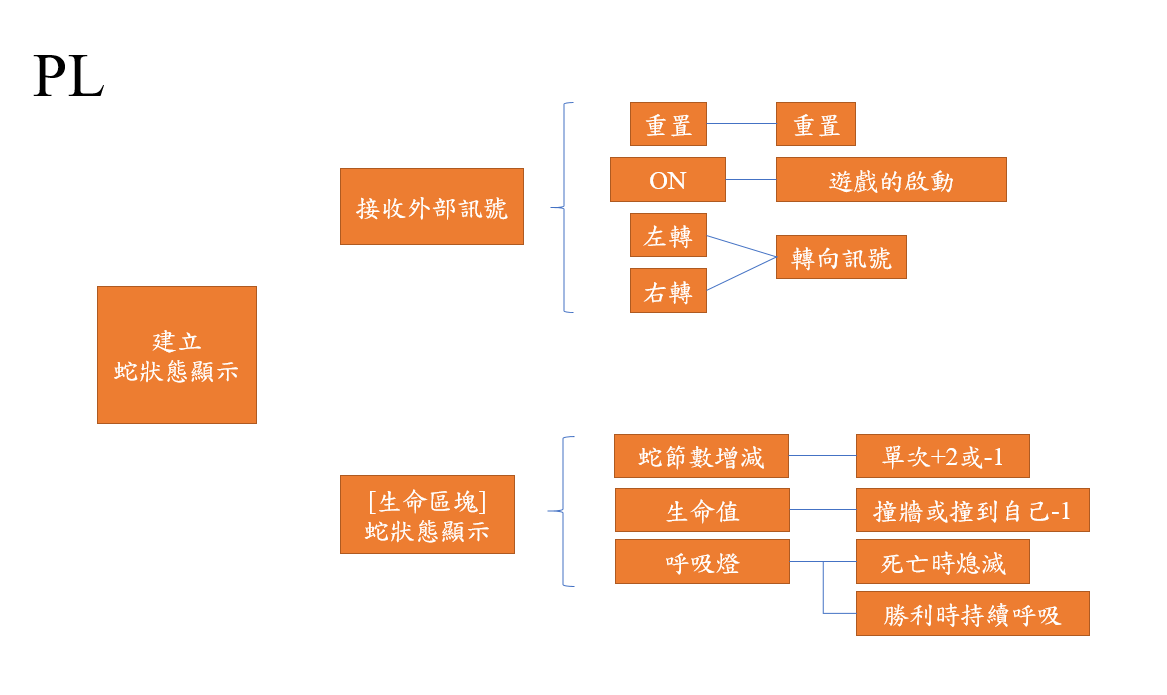 PL
建立
蛇狀態顯示
接收外部訊號
重置
重置
ON
遊戲的啟動
左轉
右轉
轉向訊號
[生命區塊]
蛇狀態顯示
蛇節數增減
單次+2或-1
生命值
撞牆或撞到自己-1
呼吸燈
死亡時熄滅
勝利時持續呼吸